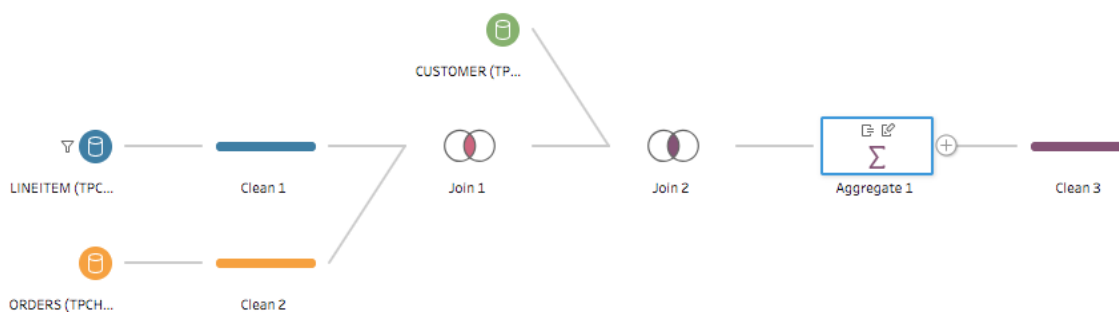 CUSTOMER (TP...
LINEITEM (TPC...
Clean 1
Join 1
Join 2
Aggregate 1
Clean 3
ORDERS (TPCH...
Clean 2